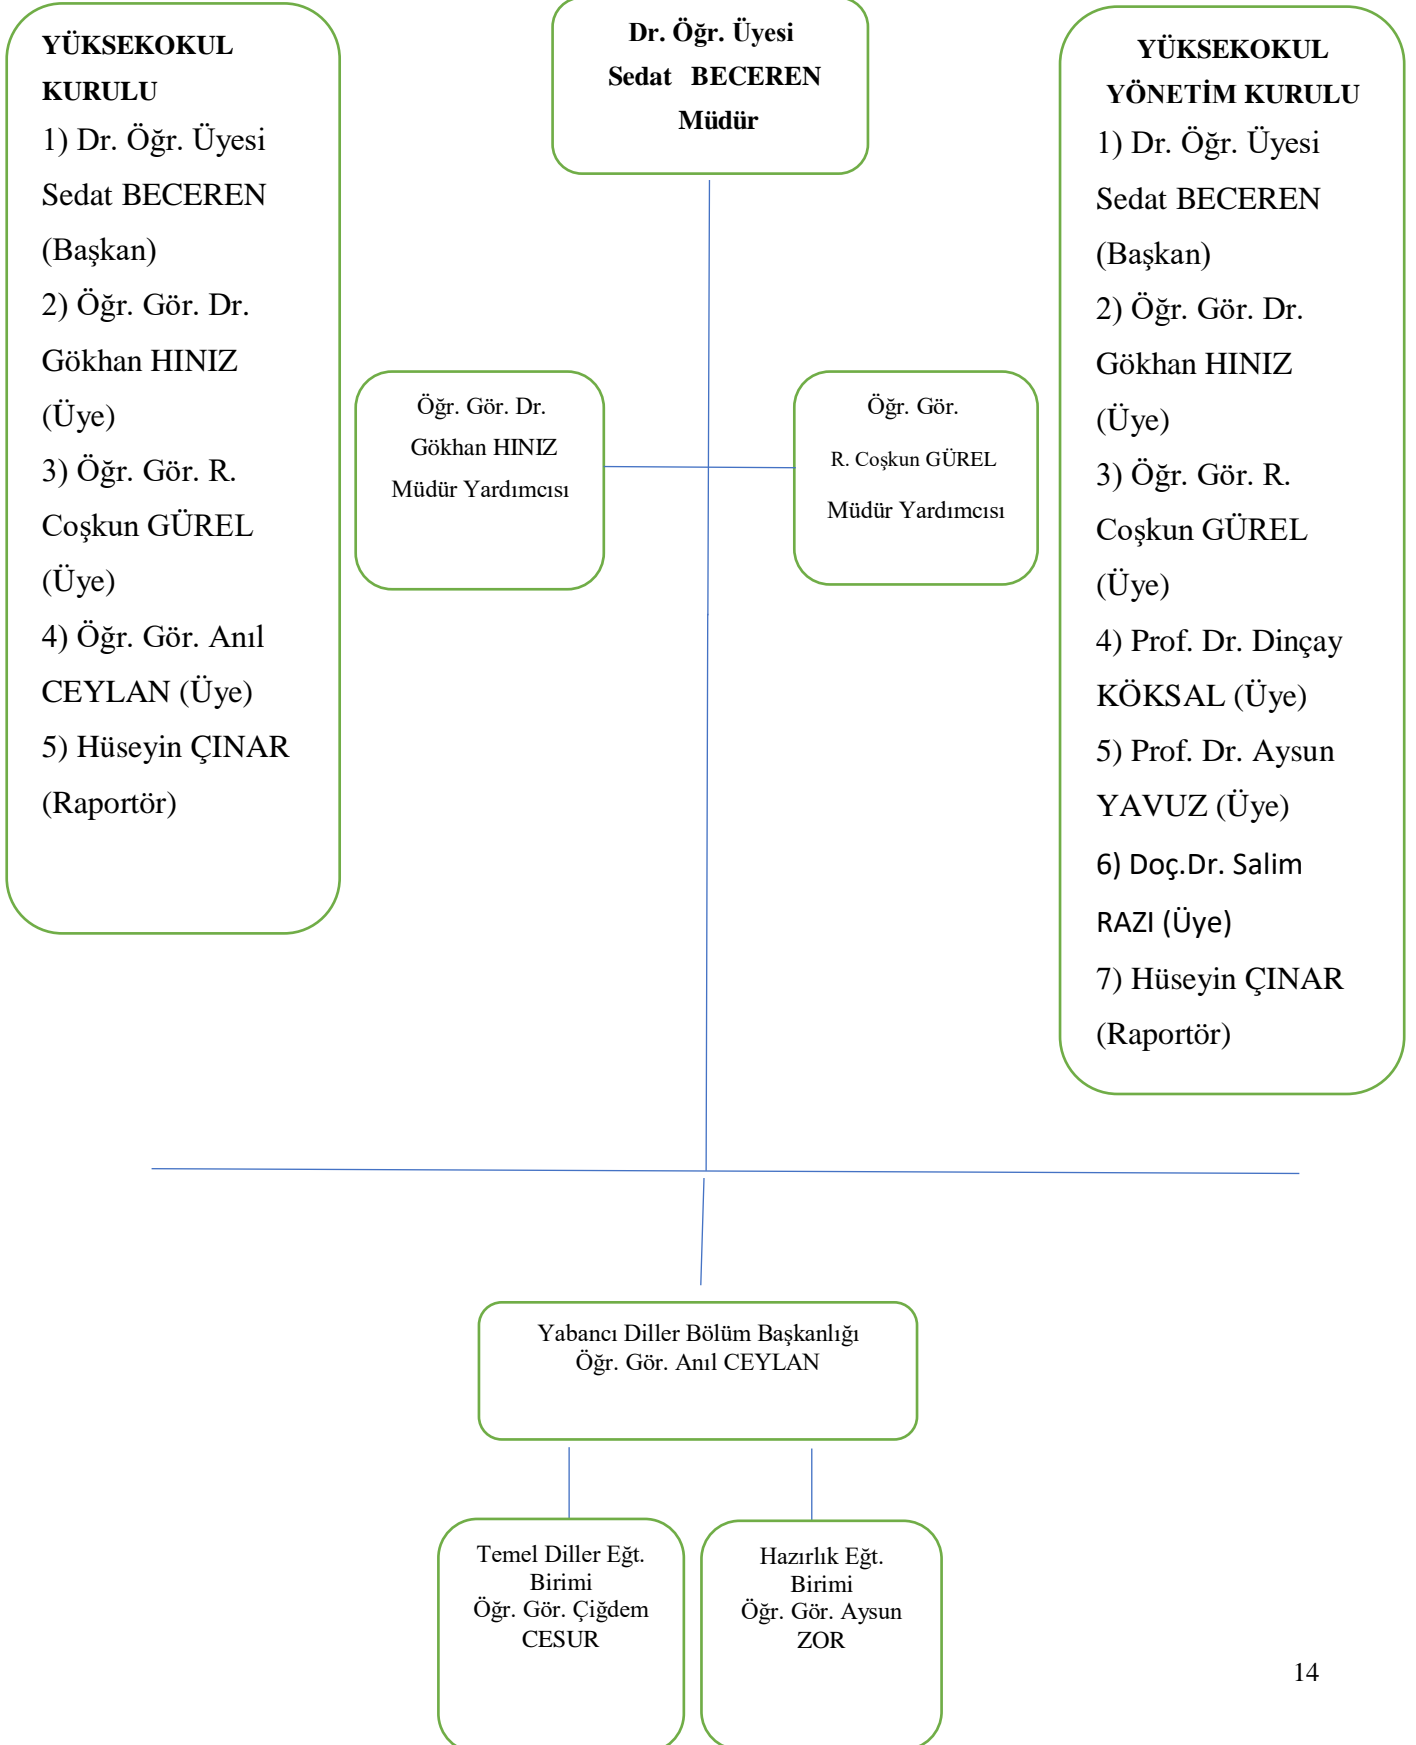 YÜKSEKOKUL
KURULU
1) Dr. Öğr. Üyesi
Sedat BECEREN
(Başkan)
2) Öğr. Gör. Dr.
Gökhan HINIZ
(Üye)
3) Öğr. Gör. R.
Coşkun GÜREL
(Üye)
4) Öğr. Gör. Anıl
CEYLAN (Üye)
5) Hüseyin ÇINAR
(Raportör)
Dr. Öğr. Üyesi
Sedat BECEREN
Müdür
Öğr. Gör. Dr.
Gökhan HINIZ
Müdür Yardımcısı
Öğr. Gör.
R. Coşkun GÜREL
Müdür Yardımcısı
YÜKSEKOKUL
YÖNETİM KURULU
1) Dr. Öğr. Üyesi
Sedat BECEREN
(Başkan)
2) Öğr. Gör. Dr.
Gökhan HINIZ
(Üye)
3) Öğr. Gör. R.
Coşkun GÜREL
(Üye)
4) Prof. Dr. Dinçay
KÖKSAL (Üye)
5) Prof. Dr. Aysun
YAVUZ (Üye)
6) Doç.Dr. Salim
RAZI (Üye)
7) Hüseyin ÇINAR
(Raportör)
Yabancı Diller Bölüm Başkanlığı
Öğr. Gör. Anıl CEYLAN
Temel Diller Eğt.
Birimi
Öğr. Gör. Çiğdem
CESUR
Hazırlık Eğt.
Birimi
Öğr. Gör. Aysun
ZOR
14